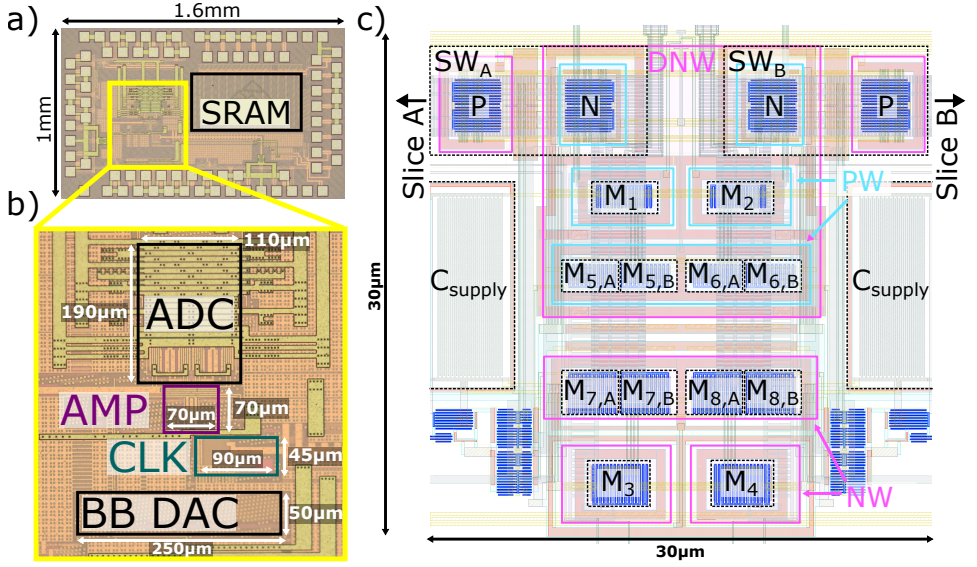 a)
1.6mm
1mm
SRAM
b)
110µm
190µm
ADC
AMP
70µm
70µm
CLK
90µm
45µm
BB DAC
50µm
250µm
c)
30µm
30µm
Slice A
Slice B
SW_A
DNW
SW_B
P
N
N
P
M_1
M_2
PW
M_5,A
M_5,B
M_6,A
M_6,B
C_supply
C_supply
M_7,A
M_7,B
M_8,A
M_8,B
M_3
M_4
NW